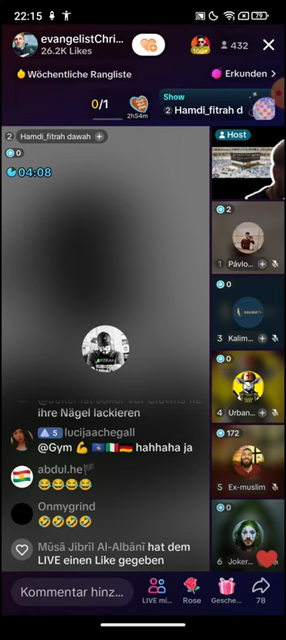 22:15
79
evangelistChri...
26.2K Likes
432
Wöchentliche Rangliste
Erkunden >
0/1
2h54m
Show
2 Hamdi_fitrah d
2 Hamdi_fitrah dawah +
0
04:08
Host
2
1 Pávlo... +
0
3 Kalim... +
0
4 Urban... +
172
5 Ex-muslim
0
6 Joker...
ihre Nägel lackieren
5 lucijaachegall
@Gym 💪 🇮🇹 hahhaha ja
abdul.he🏴
😂😂😂😂
Onmygrind
🤣🤣🤣🤣
Mūsā Jibrīl Al-Albānī hat dem
LIVE einen Like gegeben
Kommentar hinz...
LIVE mi...
Rose
Gesche...
78